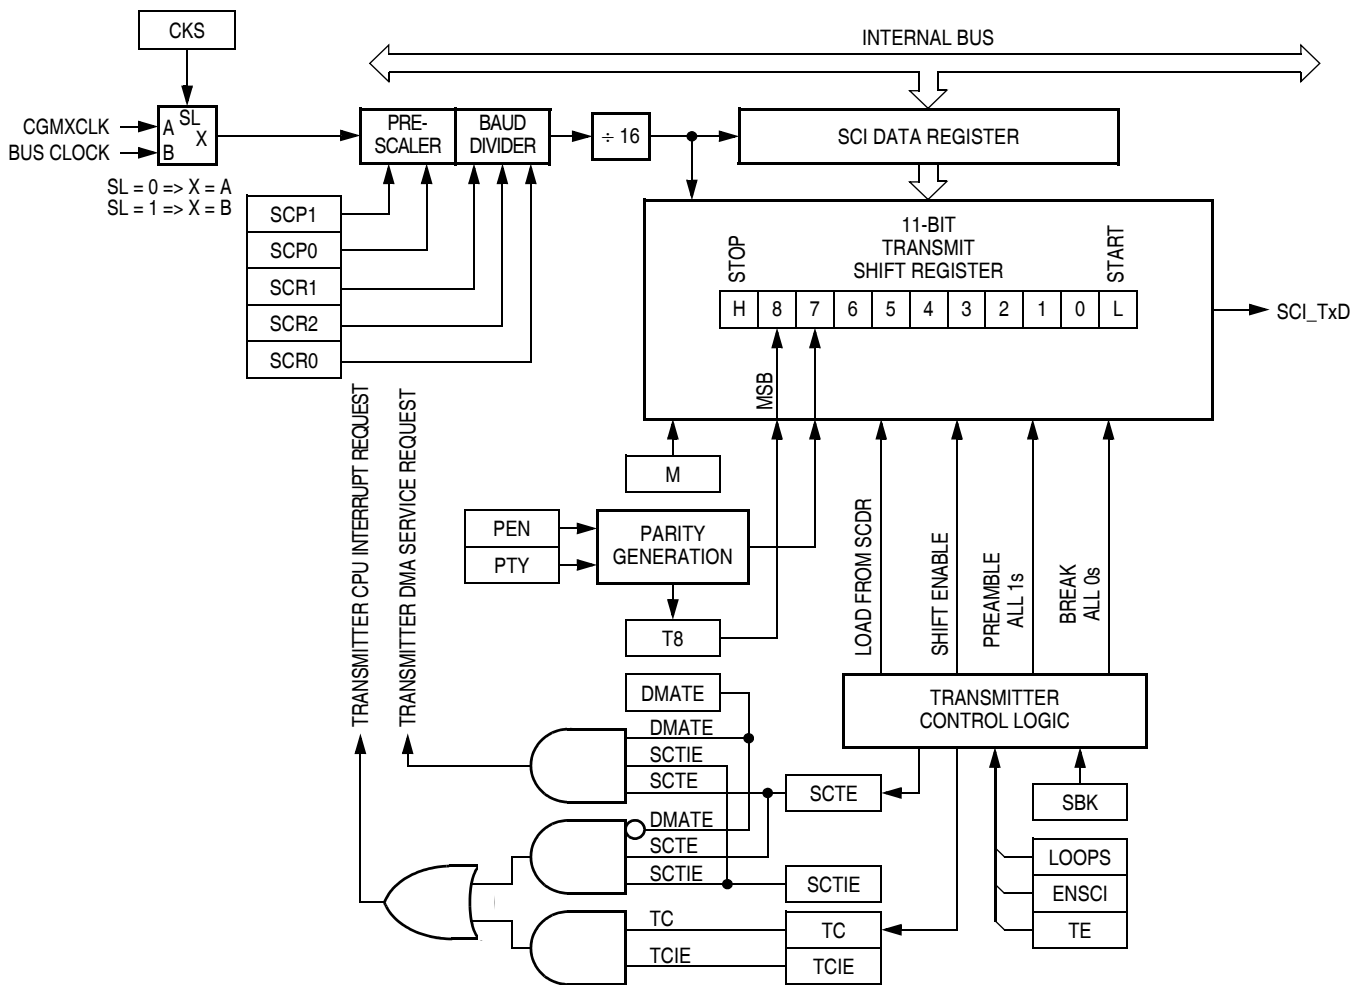 CKS
INTERNAL BUS
CGMXCLK
BUS CLOCK
SL
A
X
B
SL = 0 => X = A
SL = 1 => X = B
PRE-
SCALER
BAUD
DIVIDER
÷ 16
SCI DATA REGISTER
SCP1
SCP0
SCR1
SCR2
SCR0
11-BIT
TRANSMIT
SHIFT REGISTER
STOP
START
H 8 7 6 5 4 3 2 1 0 L
SCI_TxD
MSB
M
PEN
PTY
PARITY
GENERATION
T8
TRANSMITTER CPU INTERRUPT REQUEST
TRANSMITTER DMA SERVICE REQUEST
LOAD FROM SCDR
SHIFT ENABLE
PREAMBLE
ALL 1s
BREAK
ALL 0s
TRANSMITTER
CONTROL LOGIC
DMATE
DMATE
SCTIE
SCTE
SCTE
SBK
DMATE
SCTE
SCTIE
SCTIE
LOOPS
ENSCI
TE
TC
TC
TCIE
TCIE